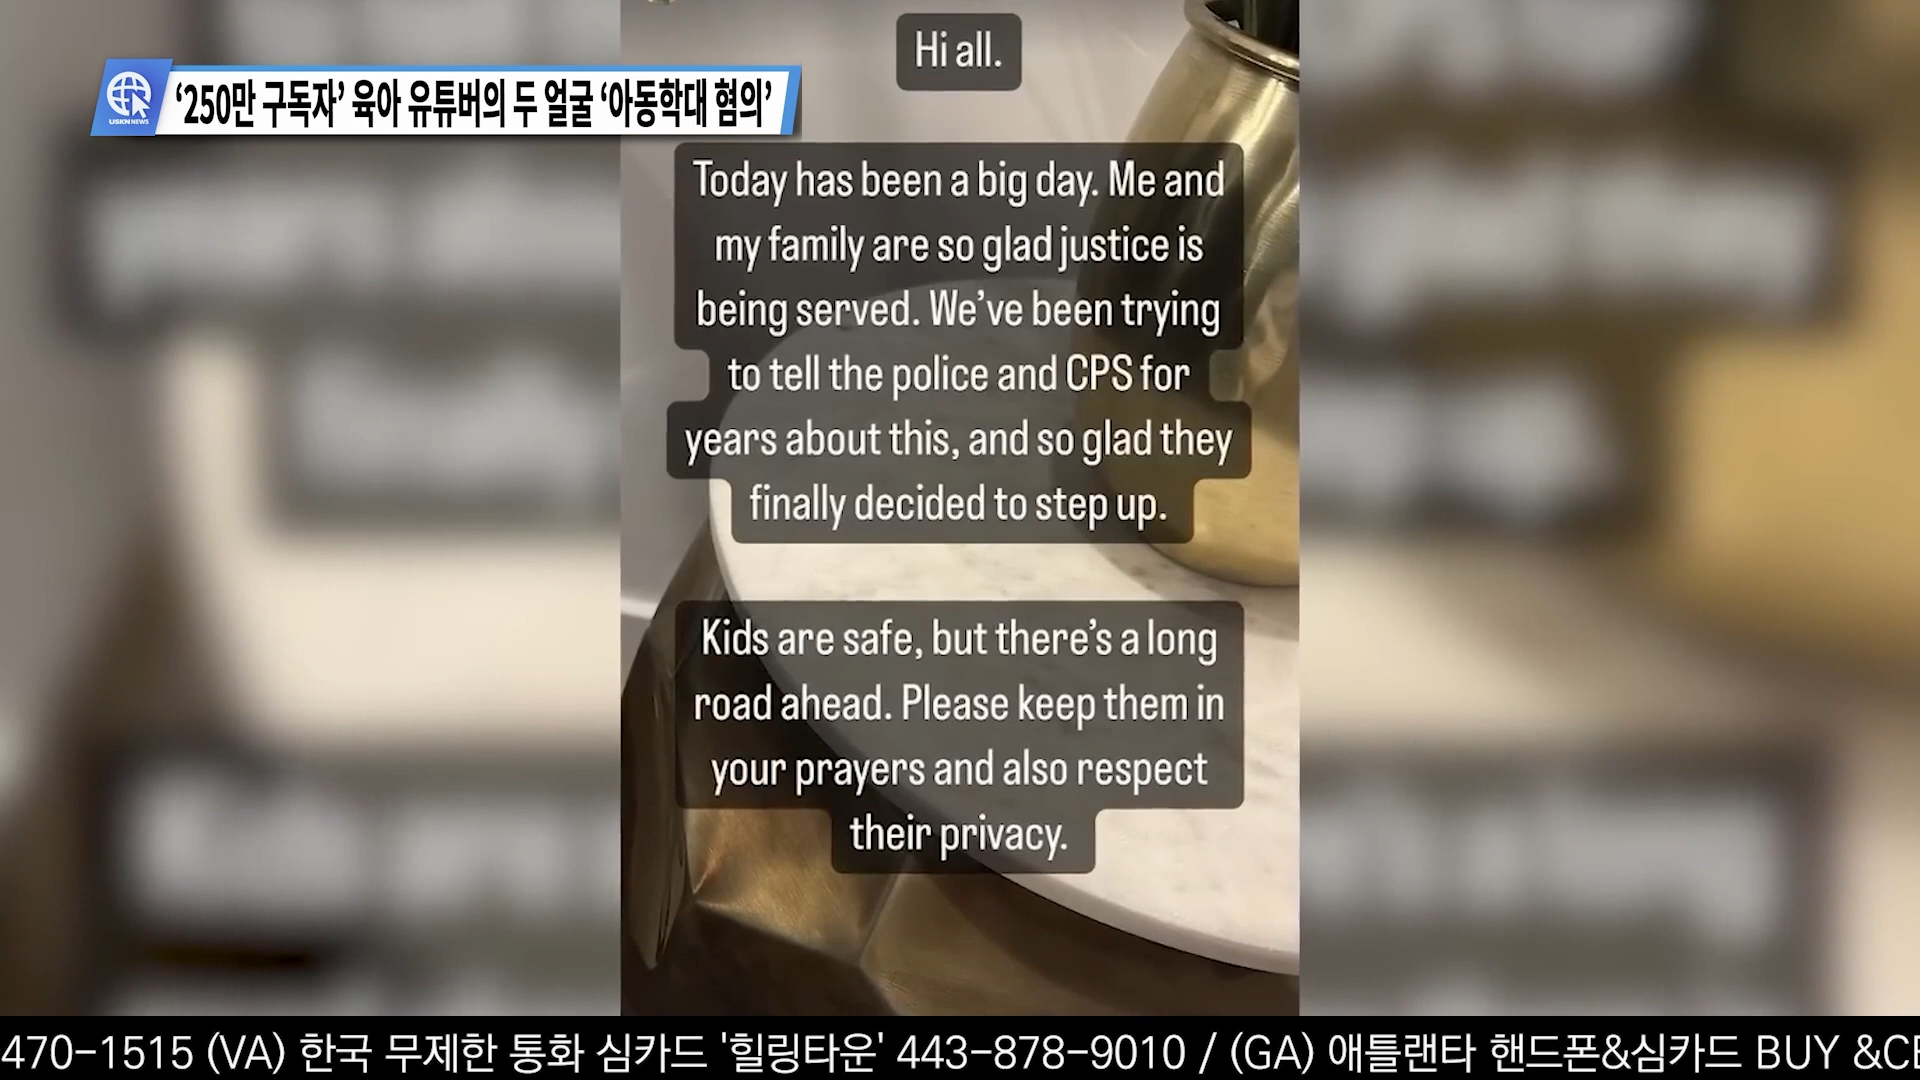 Hi all.
USKN NEWS
‘250만 구독자’ 육아 유튜버의 두 얼굴 ‘아동학대 혐의’
Today has been a big day. Me and
my family are so glad justice is
being served. We’ve been trying
to tell the police and CPS for
years about this, and so glad they
finally decided to step up.
Kids are safe, but there’s a long
road ahead. Please keep them in
your prayers and also respect
their privacy.
470-1515 (VA) 한국 무제한 통화 심카드 '힐링타운' 443-878-9010 / (GA) 애틀랜타 핸드폰&심카드 BUY &CE